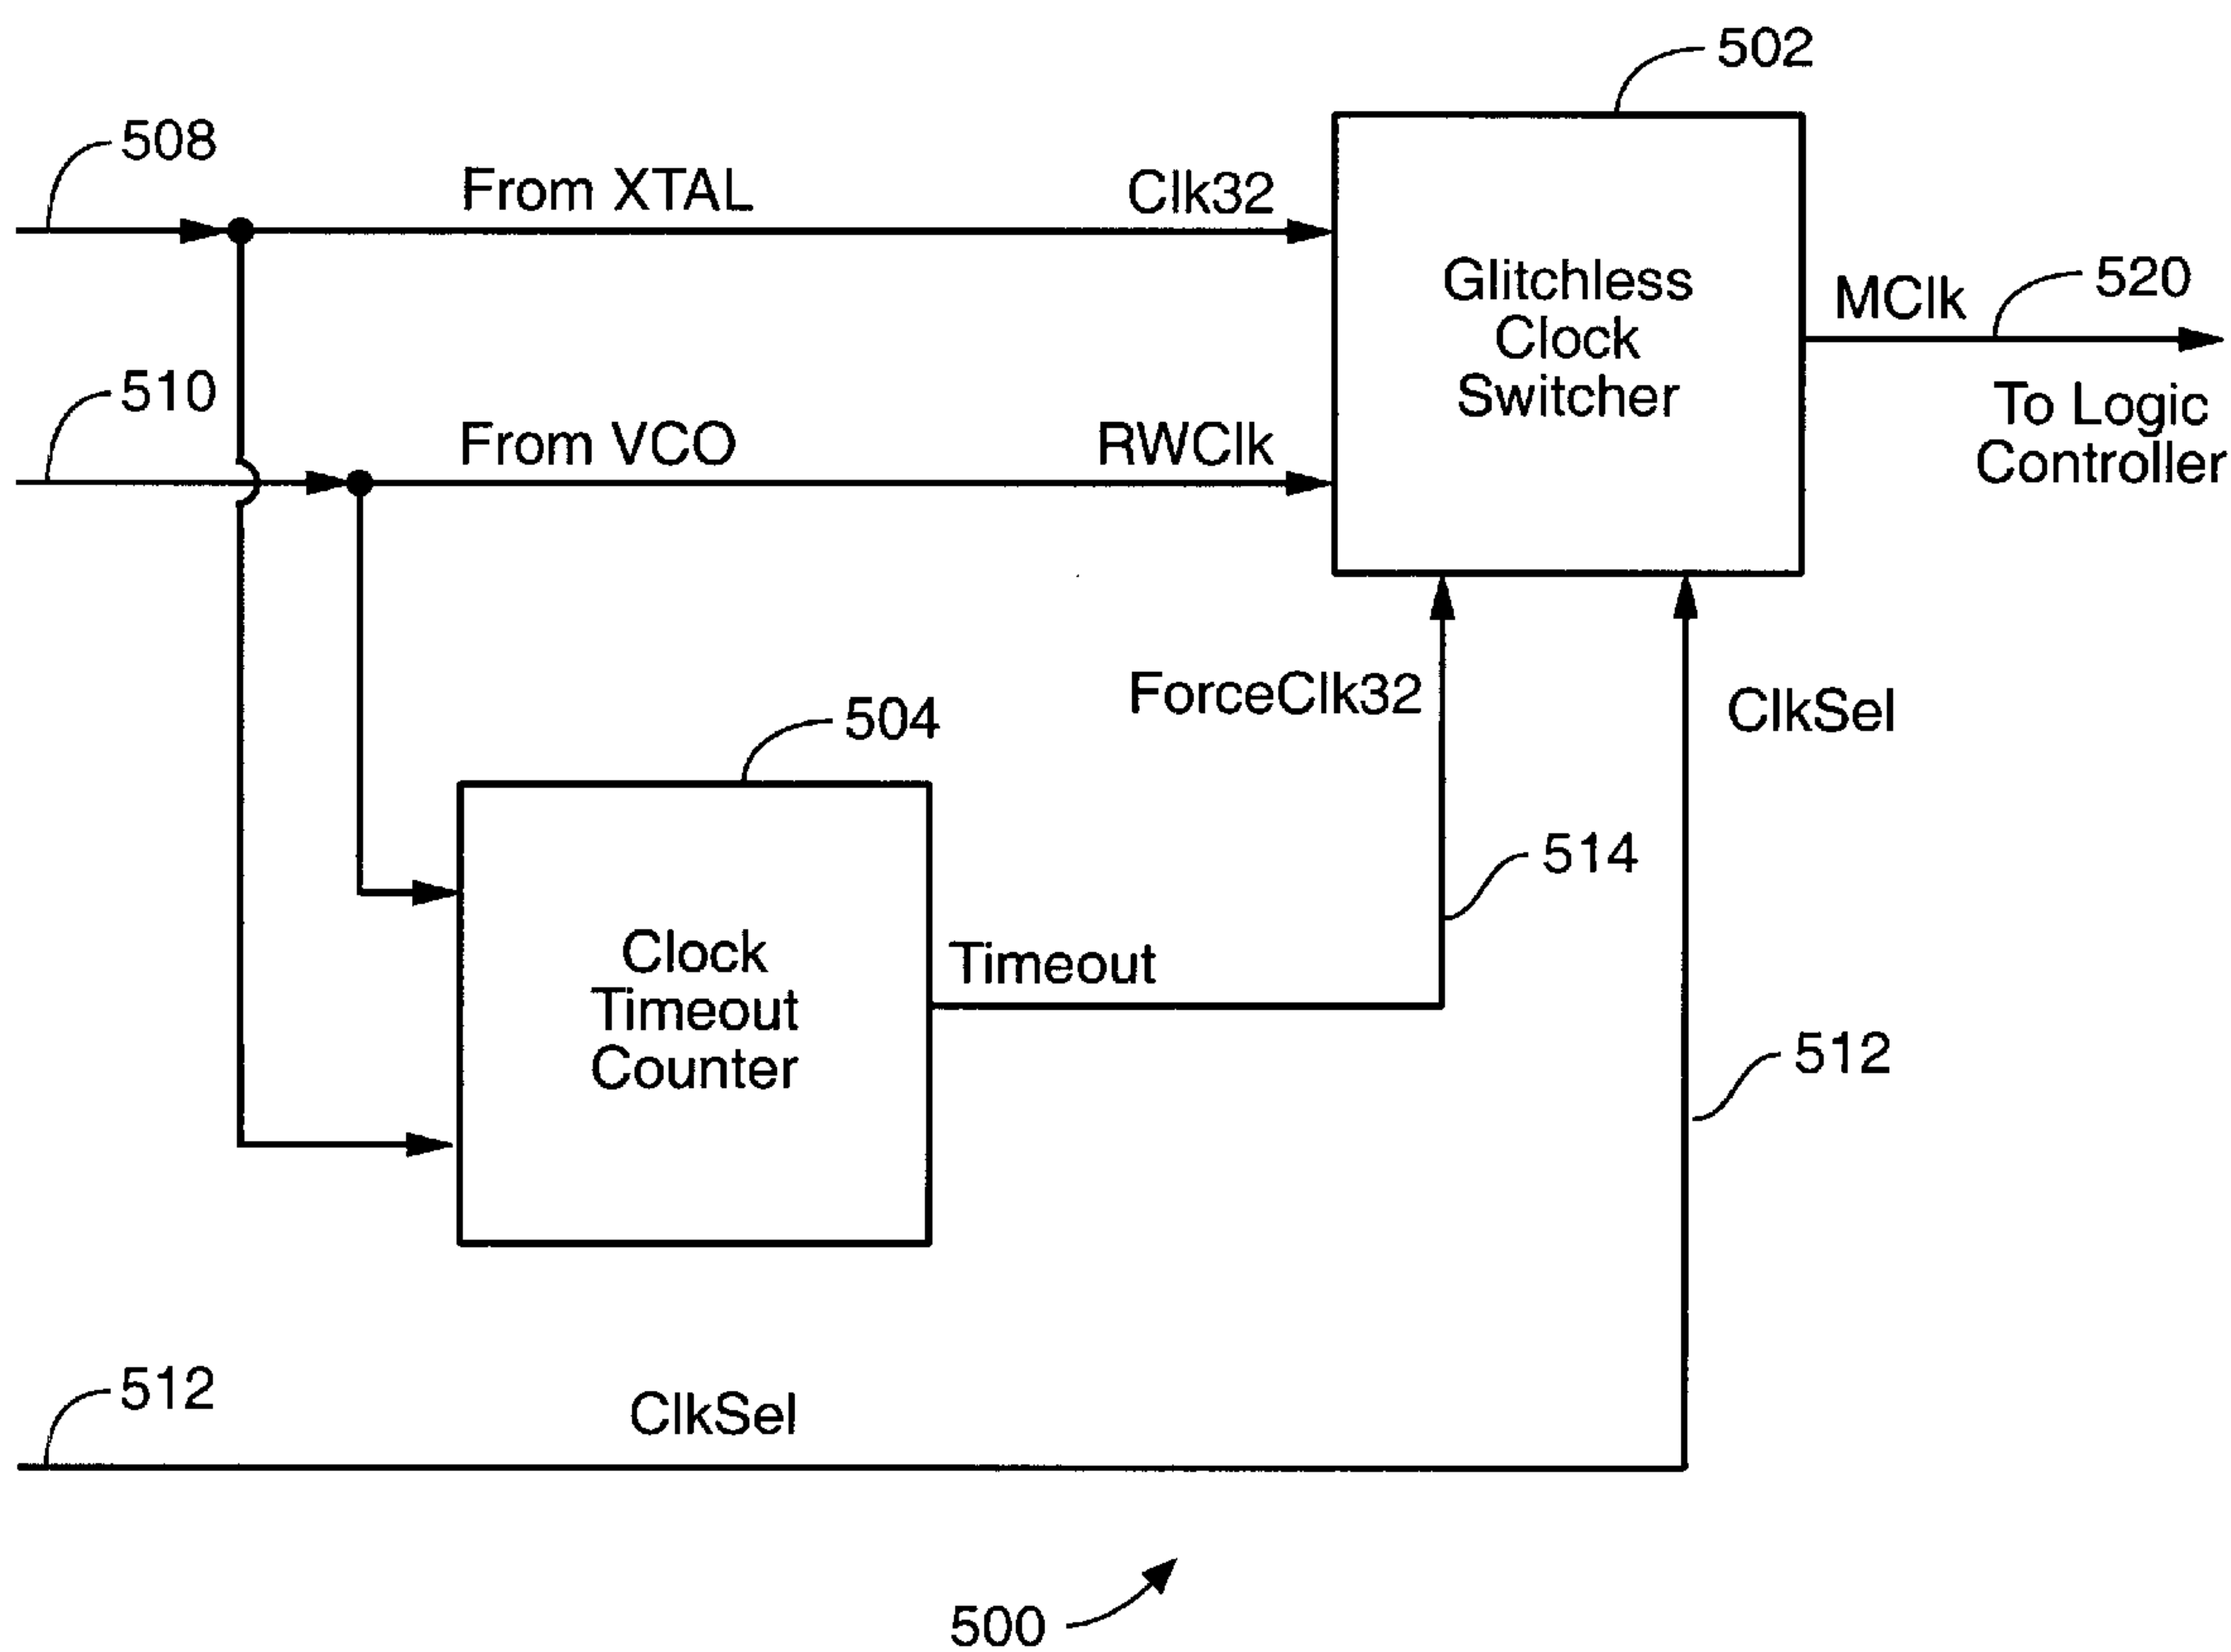 502
508
From XTAL
Clk32
Glitchless
Clock
Switcher
MClk
520
To Logic
Controller
510
From VCO
RWClk
ForceClk32
ClkSel
504
514
Clock
Timeout
Counter
Timeout
512
512
ClkSel
500